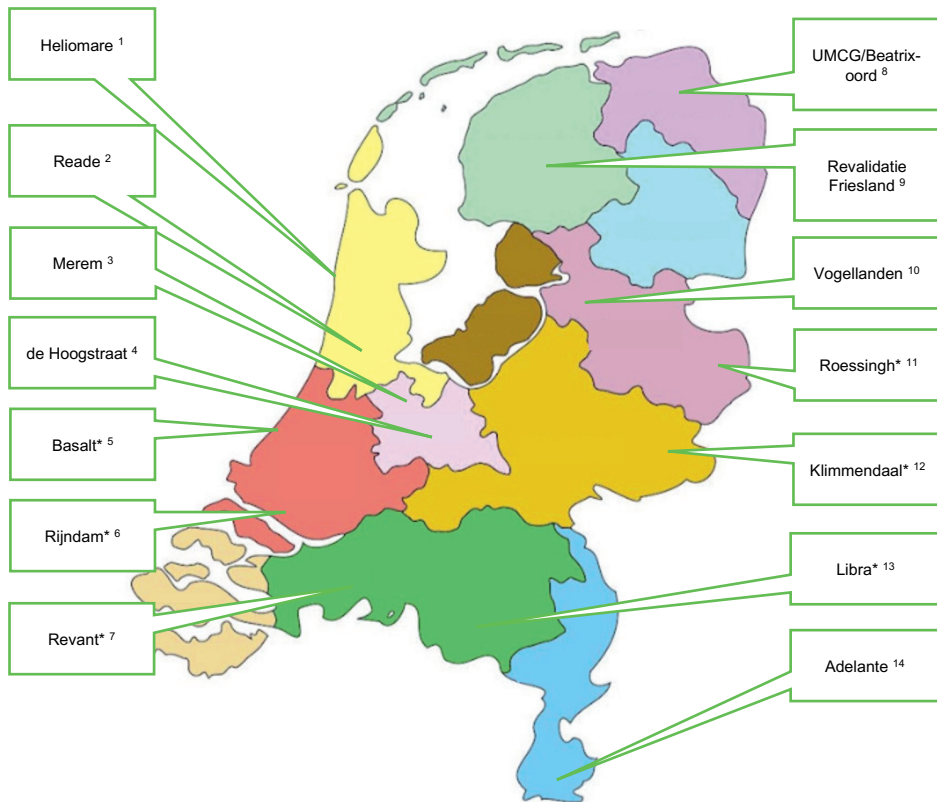 Heliomare ¹
Reade ²
Merem ³
de Hoogstraat ⁴
Basalt* ⁵
Rijndam* ⁶
Revant* ⁷
UMCG/Beatrix-
oord ⁸
Revalidatie
Friesland ⁹
Vogellanden ¹⁰
Roessingh* ¹¹
Klimmendaal* ¹²
Libra* ¹³
Adelante ¹⁴